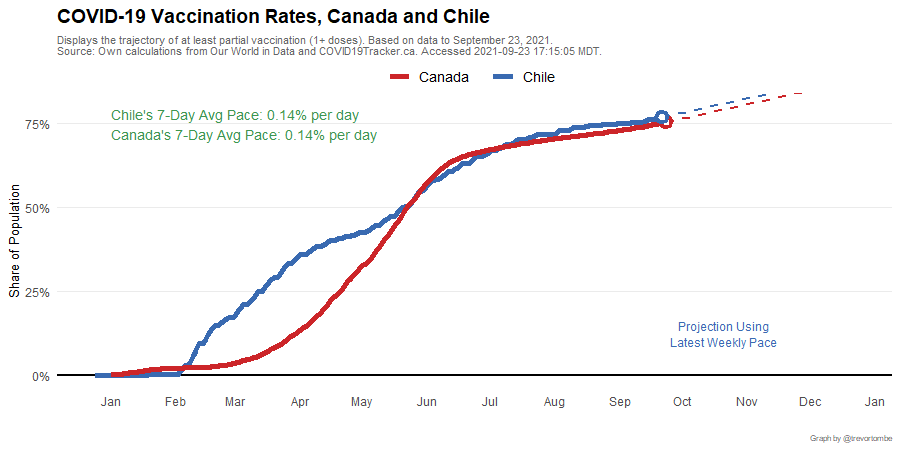 COVID-19 Vaccination Rates, Canada and Chile
Displays the trajectory of at least partial vaccination (1+ doses). Based on data to September 23, 2021.
Source: Own calculations from Our World in Data and COVID19Tracker.ca. Accessed 2021-09-23 17:15:05 MDT.
Canada Chile
Chile's 7-Day Avg Pace: 0.14% per day
Canada's 7-Day Avg Pace: 0.14% per day
75%
50%
25%
0%
Share of Population
Projection Using
Latest Weekly Pace
Jan Feb Mar Apr May Jun Jul Aug Sep Oct Nov Dec Jan
Graph by @trevortombe